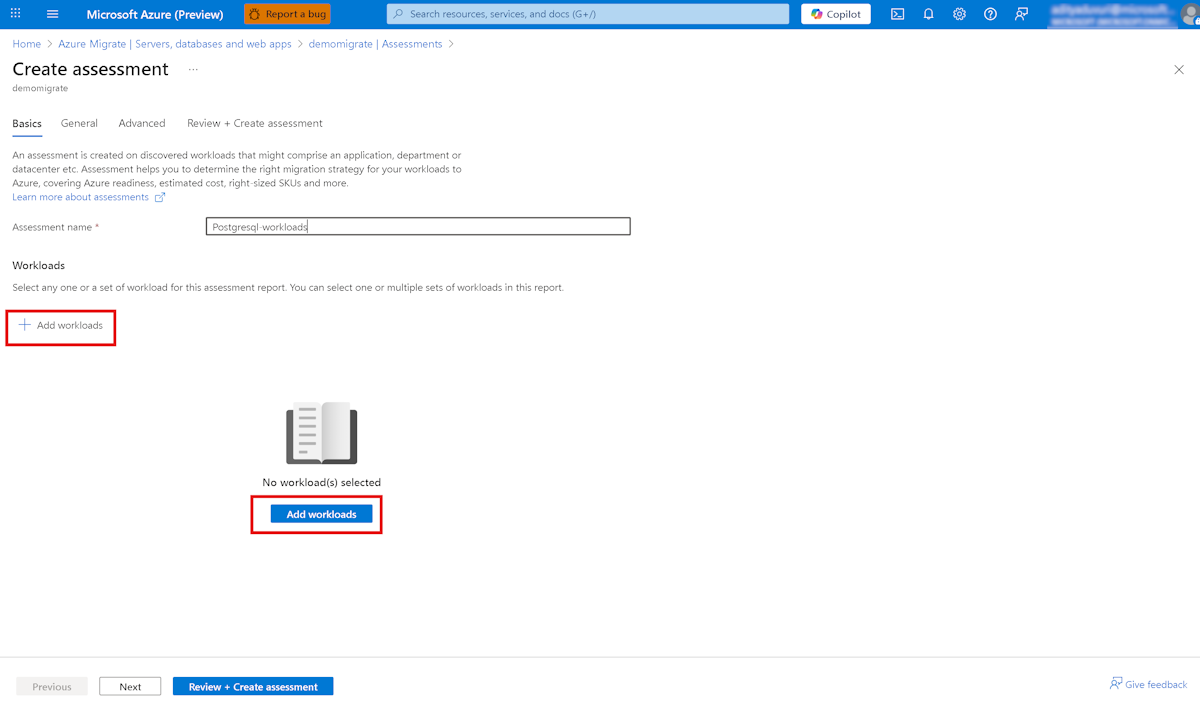 Microsoft Azure (Preview)
Report a bug
Search resources, services, and docs (G+/)
Copilot
Home > Azure Migrate | Servers, databases and web apps > demomigrate | Assessments >
Create assessment ...
demomigrate
Basics General Advanced Review + Create assessment
An assessment is created on discovered workloads that might comprise an application, department or
datacenter etc. Assessment helps you to determine the right migration strategy for your workloads to
Azure, covering Azure readiness, estimated cost, right-sized SKUs and more.
Learn more about assessments
Assessment name *
Postgresql-workloads
Workloads
Select any one or a set of workload for this assessment report. You can select one or multiple sets of workloads in this report.
Add workloads
No workload(s) selected
Add workloads
Previous
Next
Review + Create assessment
Give feedback